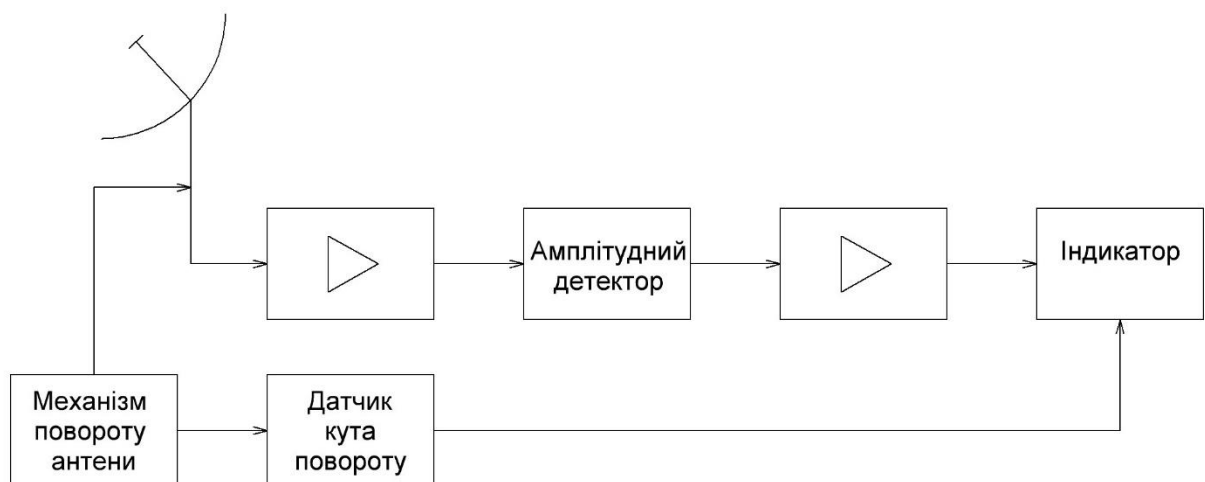 Амплітудний
детектор
Індикатор
Механізм
повороту
антени
Датчик
кута
повороту